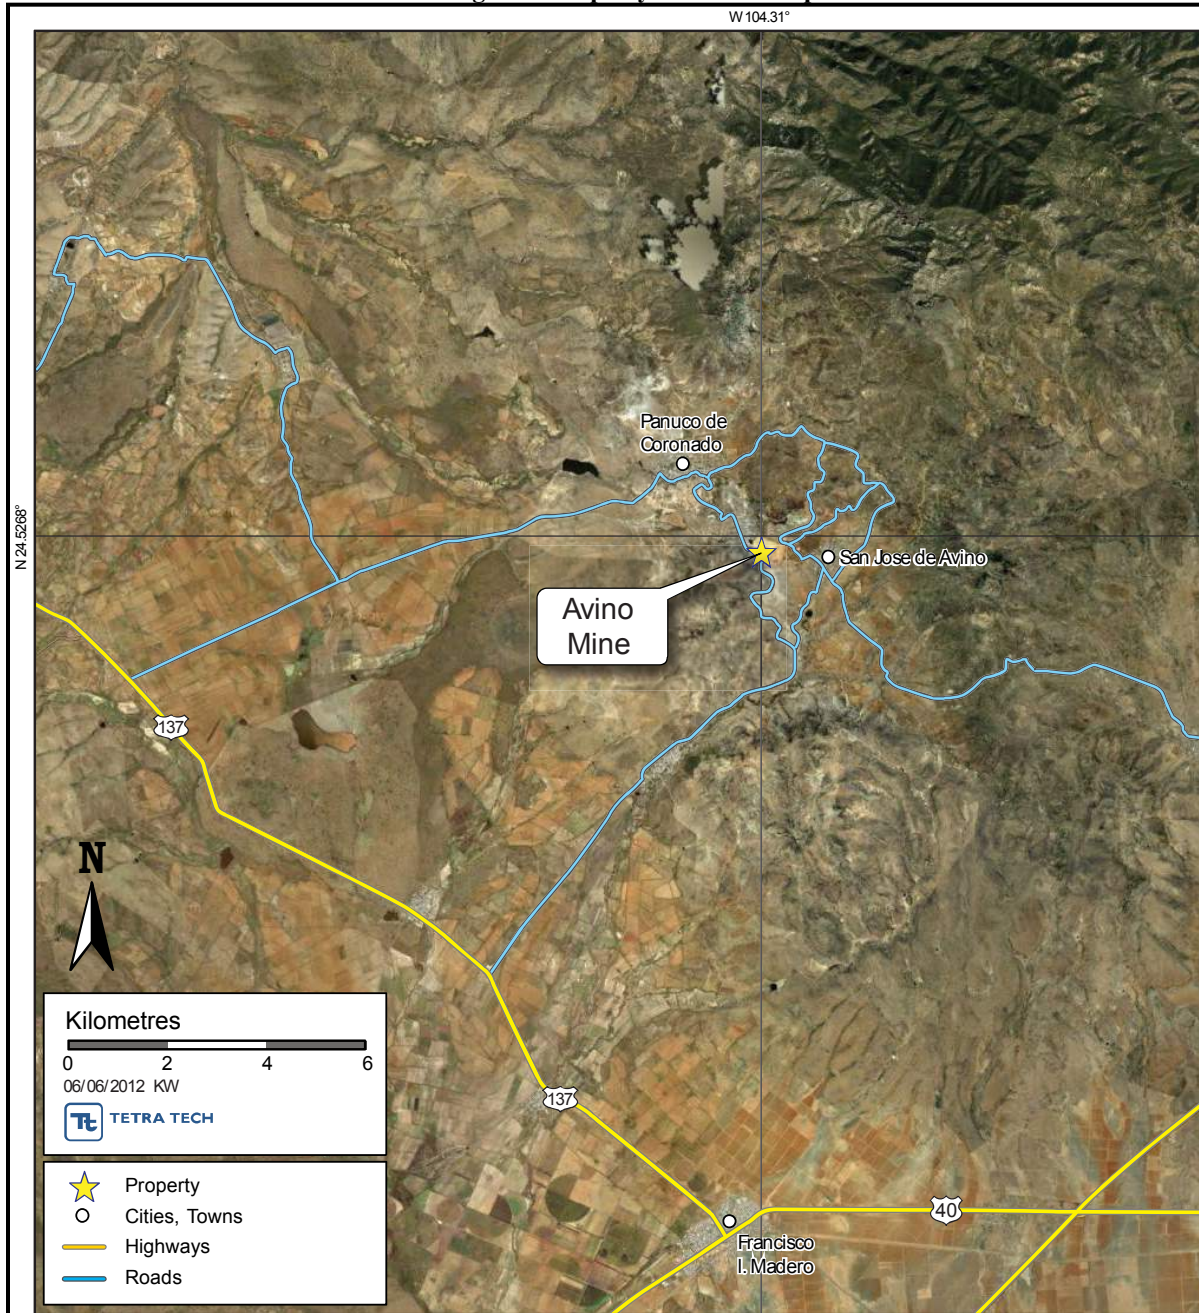 W 104.31°
N 24.5268°
Panuco de
Coronado
San Jose de Avino
Avino
Mine
137
N
Kilometres
0 2 4 6
06/06/2012 KW
Tt TETRA TECH
137
Property
Cities, Towns
Highways
Roads
40
Francisco
I. Madero